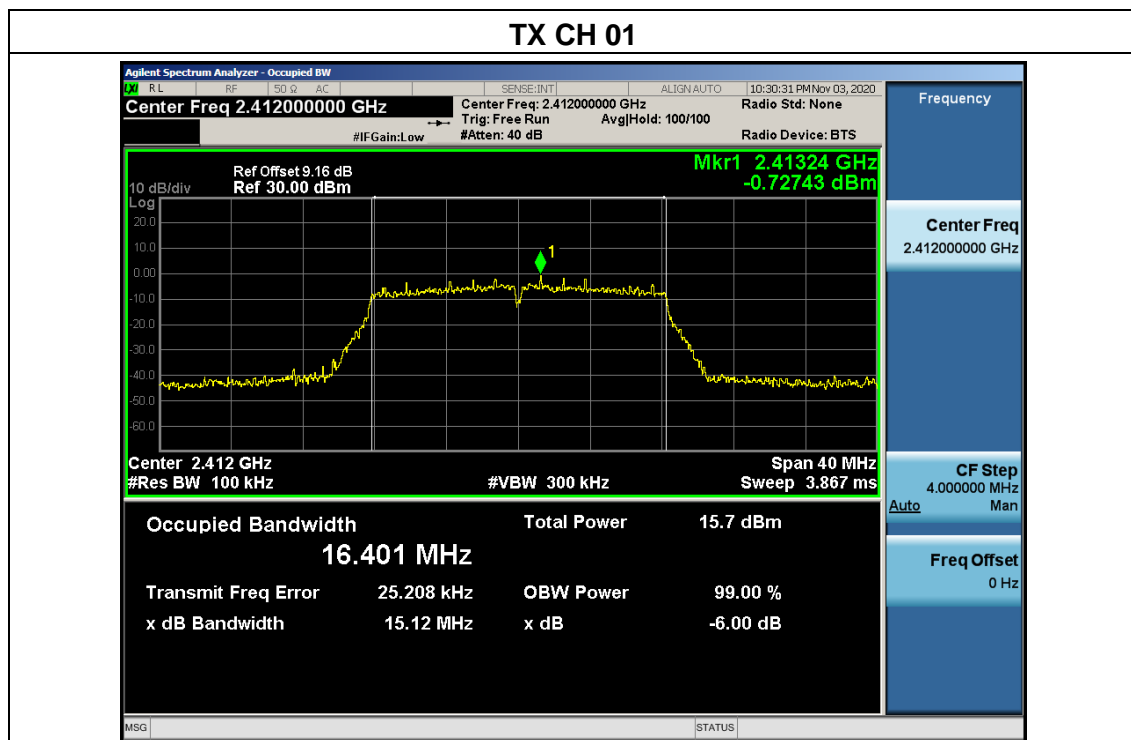 TX CH 01
Agilent Spectrum Analyzer - Occupied BW
LXI RL RF 50 Ω AC SENSE:INT ALIGN AUTO 10:30:31 PM Nov 03, 2020
Center Freq 2.412000000 GHz
Center Freq: 2.412000000 GHz
Radio Std: None
Trig: Free Run
Avg|Hold: 100/100
#IFGain:Low
#Atten: 40 dB
Radio Device: BTS
Frequency
Mkr1 2.41324 GHz
-0.72743 dBm
Ref Offset 9.16 dB
10 dB/div
Ref 30.00 dBm
Log
20.0
10.0
0.00
-10.0
-20.0
-30.0
-40.0
-50.0
-60.0
1
Center 2.412 GHz
Span 40 MHz
#Res BW 100 kHz
#VBW 300 kHz
Sweep 3.867 ms
Center Freq
2.412000000 GHz
CF Step
4.000000 MHz
Auto Man
Freq Offset
0 Hz
Occupied Bandwidth
Total Power 15.7 dBm
16.401 MHz
Transmit Freq Error 25.208 kHz
OBW Power 99.00 %
x dB Bandwidth 15.12 MHz
x dB -6.00 dB
MSG
STATUS